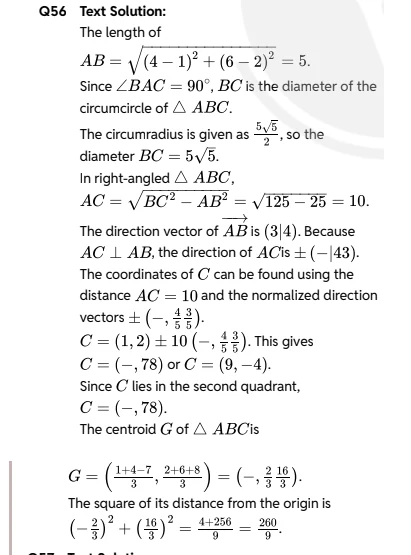 Q56 Text Solution:
The length of
AB = √((4 − 1)² + (6 − 2)²) = 5.
Since ∠BAC = 90°, BC is the diameter of the
circumcircle of △ ABC.
The circumradius is given as 5√5/2, so the
diameter BC = 5√5.
In right-angled △ ABC,
AC = √(BC² − AB²) = √(125 − 25) = 10.
The direction vector of AB⃗ is (3|4). Because
AC ⊥ AB, the direction of ACis ± (−|43).
The coordinates of C can be found using the
distance AC = 10 and the normalized direction
vectors ± (−, 4/5 3/5).
C = (1, 2) ± 10 (−, 4/5 3/5). This gives
C = (−, 78) or C = (9, −4).
Since C lies in the second quadrant,
C = (−, 78).
The centroid G of △ ABCis
G = ((1+4−7)/3, (2+6+8)/3) = (−, 2/3 16/3).
The square of its distance from the origin is
(−2/3)² + (16/3)² = (4+256)/9 = 260/9.